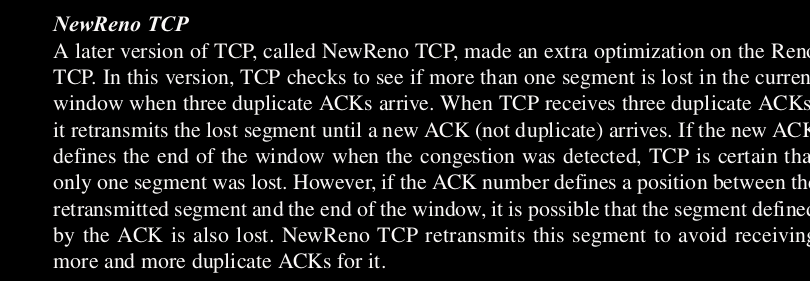 NewReno TCP
A later version of TCP, called NewReno TCP, made an extra optimization on the Reno
TCP. In this version, TCP checks to see if more than one segment is lost in the curren
window when three duplicate ACKs arrive. When TCP receives three duplicate ACKs,
it retransmits the lost segment until a new ACK (not duplicate) arrives. If the new ACK
defines the end of the window when the congestion was detected, TCP is certain tha
only one segment was lost. However, if the ACK number defines a position between the
retransmitted segment and the end of the window, it is possible that the segment defined
by the ACK is also lost. NewReno TCP retransmits this segment to avoid receiving
more and more duplicate ACKs for it.